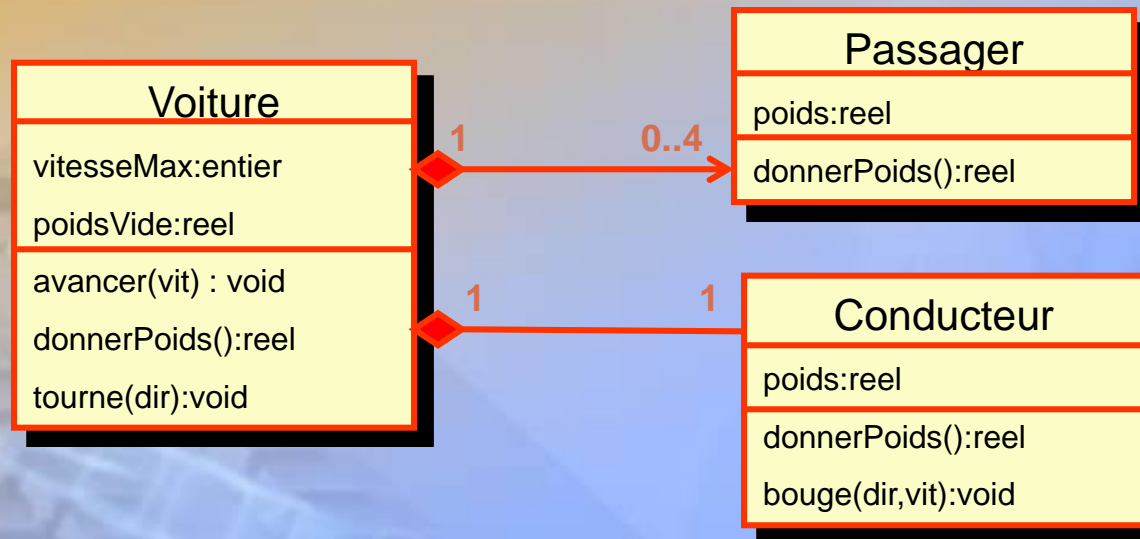 Voiture
vitesseMax:entier
poidsVide:reel
avancer(vit) : void
donnerPoids():reel
tourne(dir):void
1
0..4
Passager
poids:reel
donnerPoids():reel
1
1
Conducteur
poids:reel
donnerPoids():reel
bouge(dir,vit):void